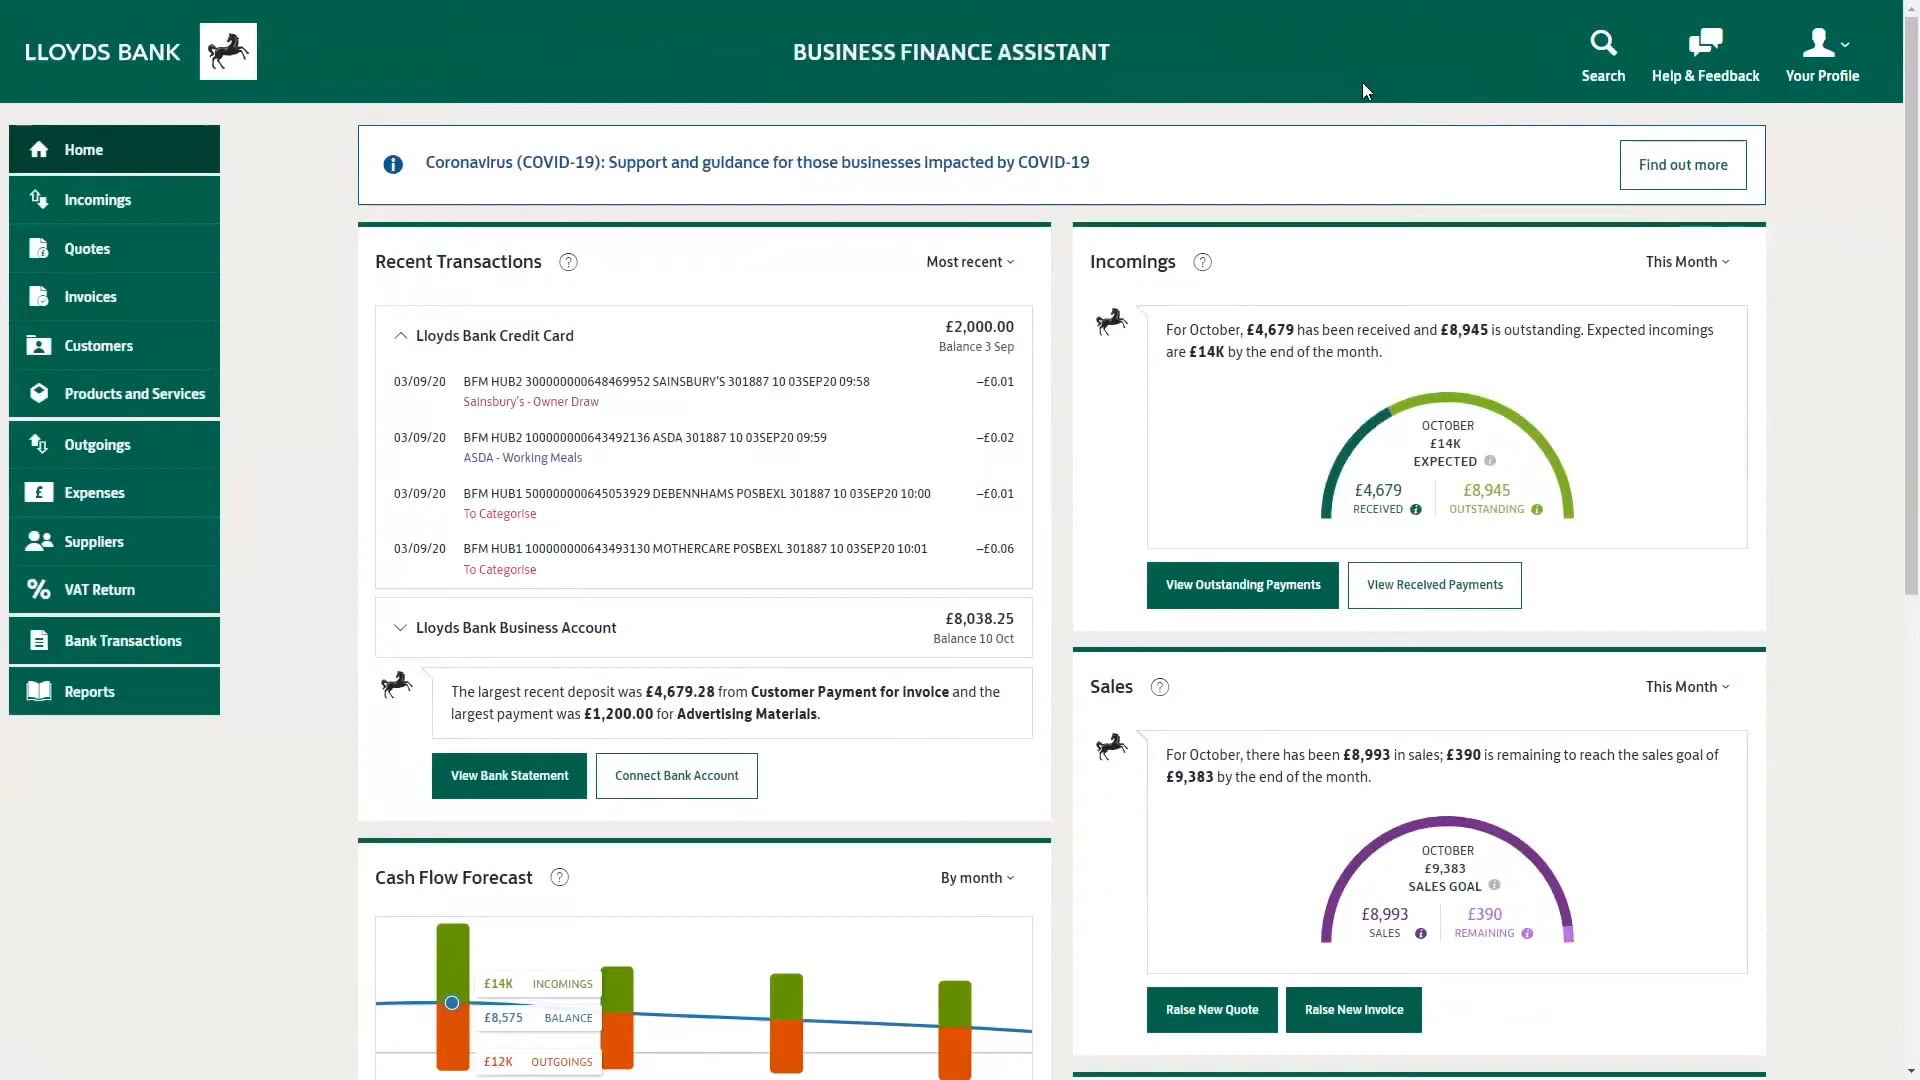 LLOYDS BANK
BUSINESS FINANCE ASSISTANT
Search
Help & Feedback
Your Profile
Home
Incomings
Quotes
Invoices
Customers
Products and Services
Outgoings
Expenses
Suppliers
VAT Return
Bank Transactions
Reports
Coronavirus (COVID-19): Support and guidance for those businesses impacted by COVID-19
Find out more
Recent Transactions ?
Most recent
Lloyds Bank Credit Card
£2,000.00
Balance 3 Sep
03/09/20 BFM HUB2 300000000648469952 SAINSBURY'S 301887 10 03SEP20 09:58 –£0.01
Sainsbury's - Owner Draw
03/09/20 BFM HUB2 100000000643492136 ASDA 301887 10 03SEP20 09:59 –£0.02
ASDA - Working Meals
03/09/20 BFM HUB1 500000000645053929 DEBENNHAMS POSBEXL 301887 10 03SEP20 10:00 –£0.01
To Categorise
03/09/20 BFM HUB1 100000000643493130 MOTHERCARE POSBEXL 301887 10 03SEP20 10:01 –£0.06
To Categorise
Lloyds Bank Business Account
£8,038.25
Balance 10 Oct
The largest recent deposit was £4,679.28 from Customer Payment for invoice and the
largest payment was £1,200.00 for Advertising Materials.
View Bank Statement
Connect Bank Account
Cash Flow Forecast ?
By month
£14K INCOMINGS
£8,575 BALANCE
£12K OUTGOINGS
Incomings ?
This Month
For October, £4,679 has been received and £8,945 is outstanding. Expected incomings
are £14K by the end of the month.
OCTOBER
£14K
EXPECTED
£4,679
RECEIVED
£8,945
OUTSTANDING
View Outstanding Payments
View Received Payments
Sales ?
This Month
For October, there has been £8,993 in sales; £390 is remaining to reach the sales goal of
£9,383 by the end of the month.
OCTOBER
£9,383
SALES GOAL
£8,993
SALES
£390
REMAINING
Raise New Quote
Raise New Invoice